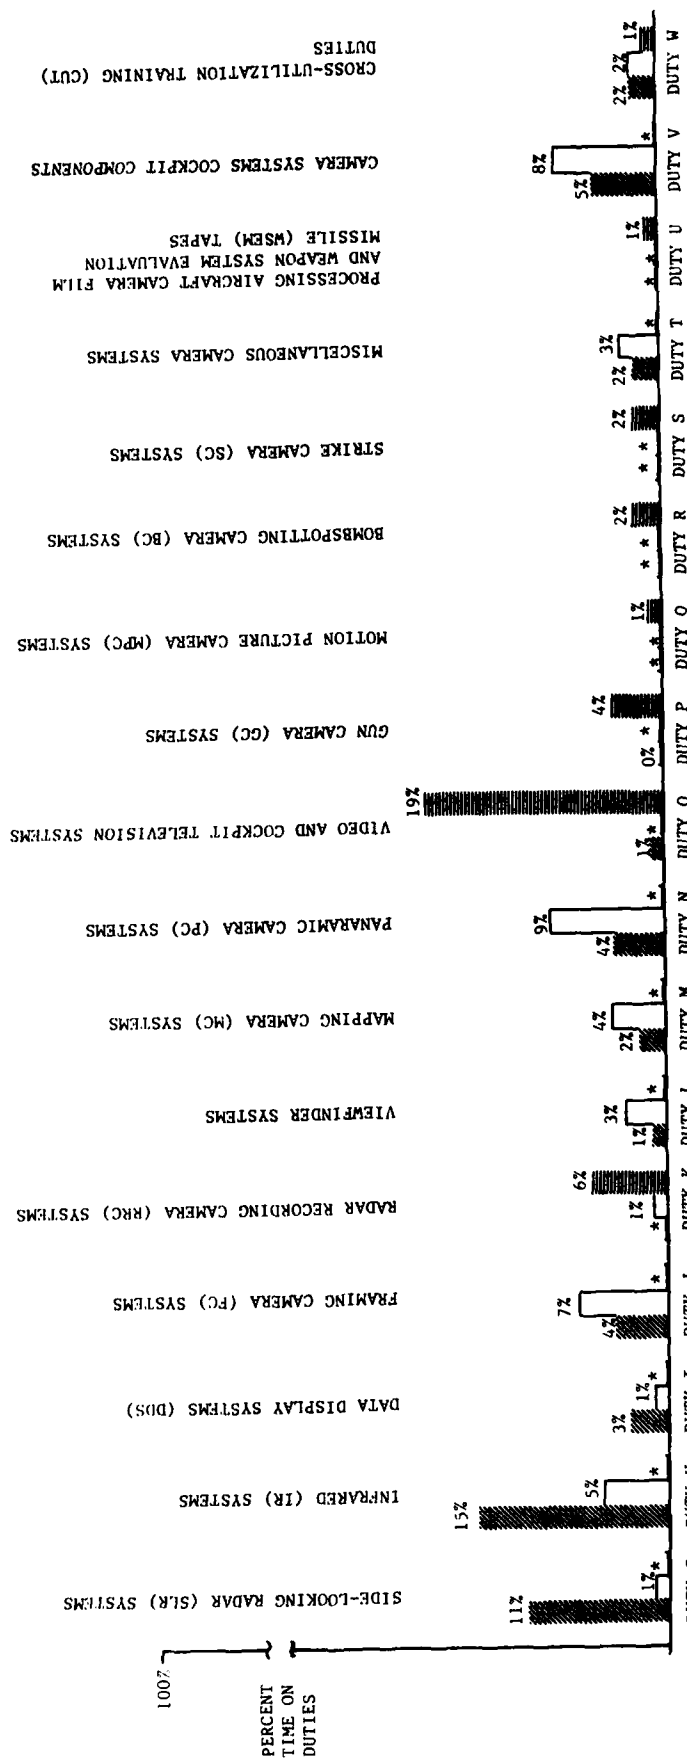 100%
PERCENT
TIME ON
DUTIES
SIDE-LOOKING RADAR (SLR) SYSTEMS
11%
1%
*
INFRARED (IR) SYSTEMS
15%
5%
*
DATA DISPLAY SYSTEMS (DDS)
3%
1%
*
FRAMING CAMERA (FC) SYSTEMS
4%
7%
*
RADAR RECORDING CAMERA (RRC) SYSTEMS
*
1%
6%
VIEWFINDER SYSTEMS
1%
3%
*
MAPPING CAMERA (MC) SYSTEMS
2%
4%
*
DUTY M
PANARAMIC CAMERA (PC) SYSTEMS
4%
9%
*
DUTY N
VIDEO AND COCKPIT TELEVISION SYSTEMS
1%
*
19%
DUTY O
GUN CAMERA (GC) SYSTEMS
0%
*
4%
DUTY P
MOTION PICTURE CAMERA (MPC) SYSTEMS
*
*
1%
DUTY Q
BOMBSPOTTING CAMERA (BC) SYSTEMS
*
*
2%
DUTY R
STRIKE CAMERA (SC) SYSTEMS
*
*
2%
DUTY S
MISCELLANEOUS CAMERA SYSTEMS
2%
3%
*
DUTY T
PROCESSING AIRCRAFT CAMERA FILM
AND WEAPON SYSTEM EVALUATION
MISSILE (WSEM) TAPES
*
*
1%
DUTY U
CAMERA SYSTEMS COCKPIT COMPONENTS
5%
8%
*
DUTY V
CROSS-UTILIZATION TRAINING (CUT)
DUTIES
2%
2%
1%
DUTY W